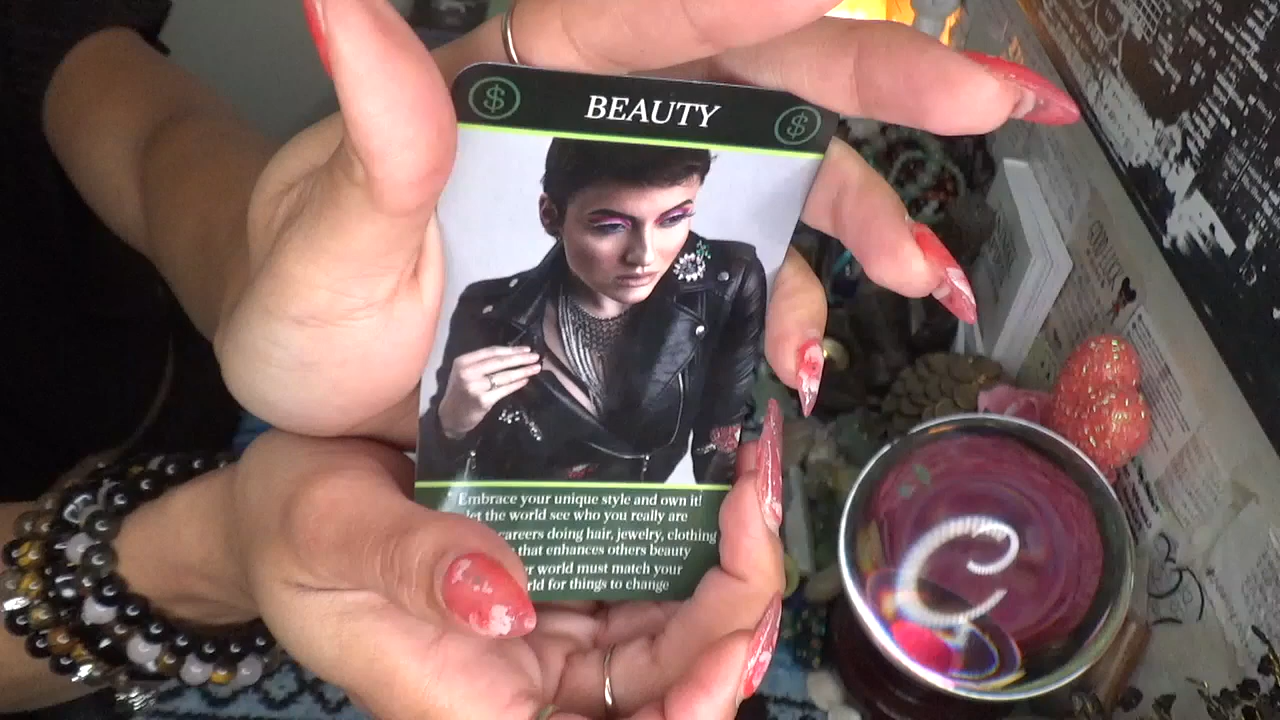 $ BEAUTY $
Embrace your unique style and own it!
let the world see who you really are
careers doing hair, jewelry, clothing
that enhances others beauty
world must match your
for things to change